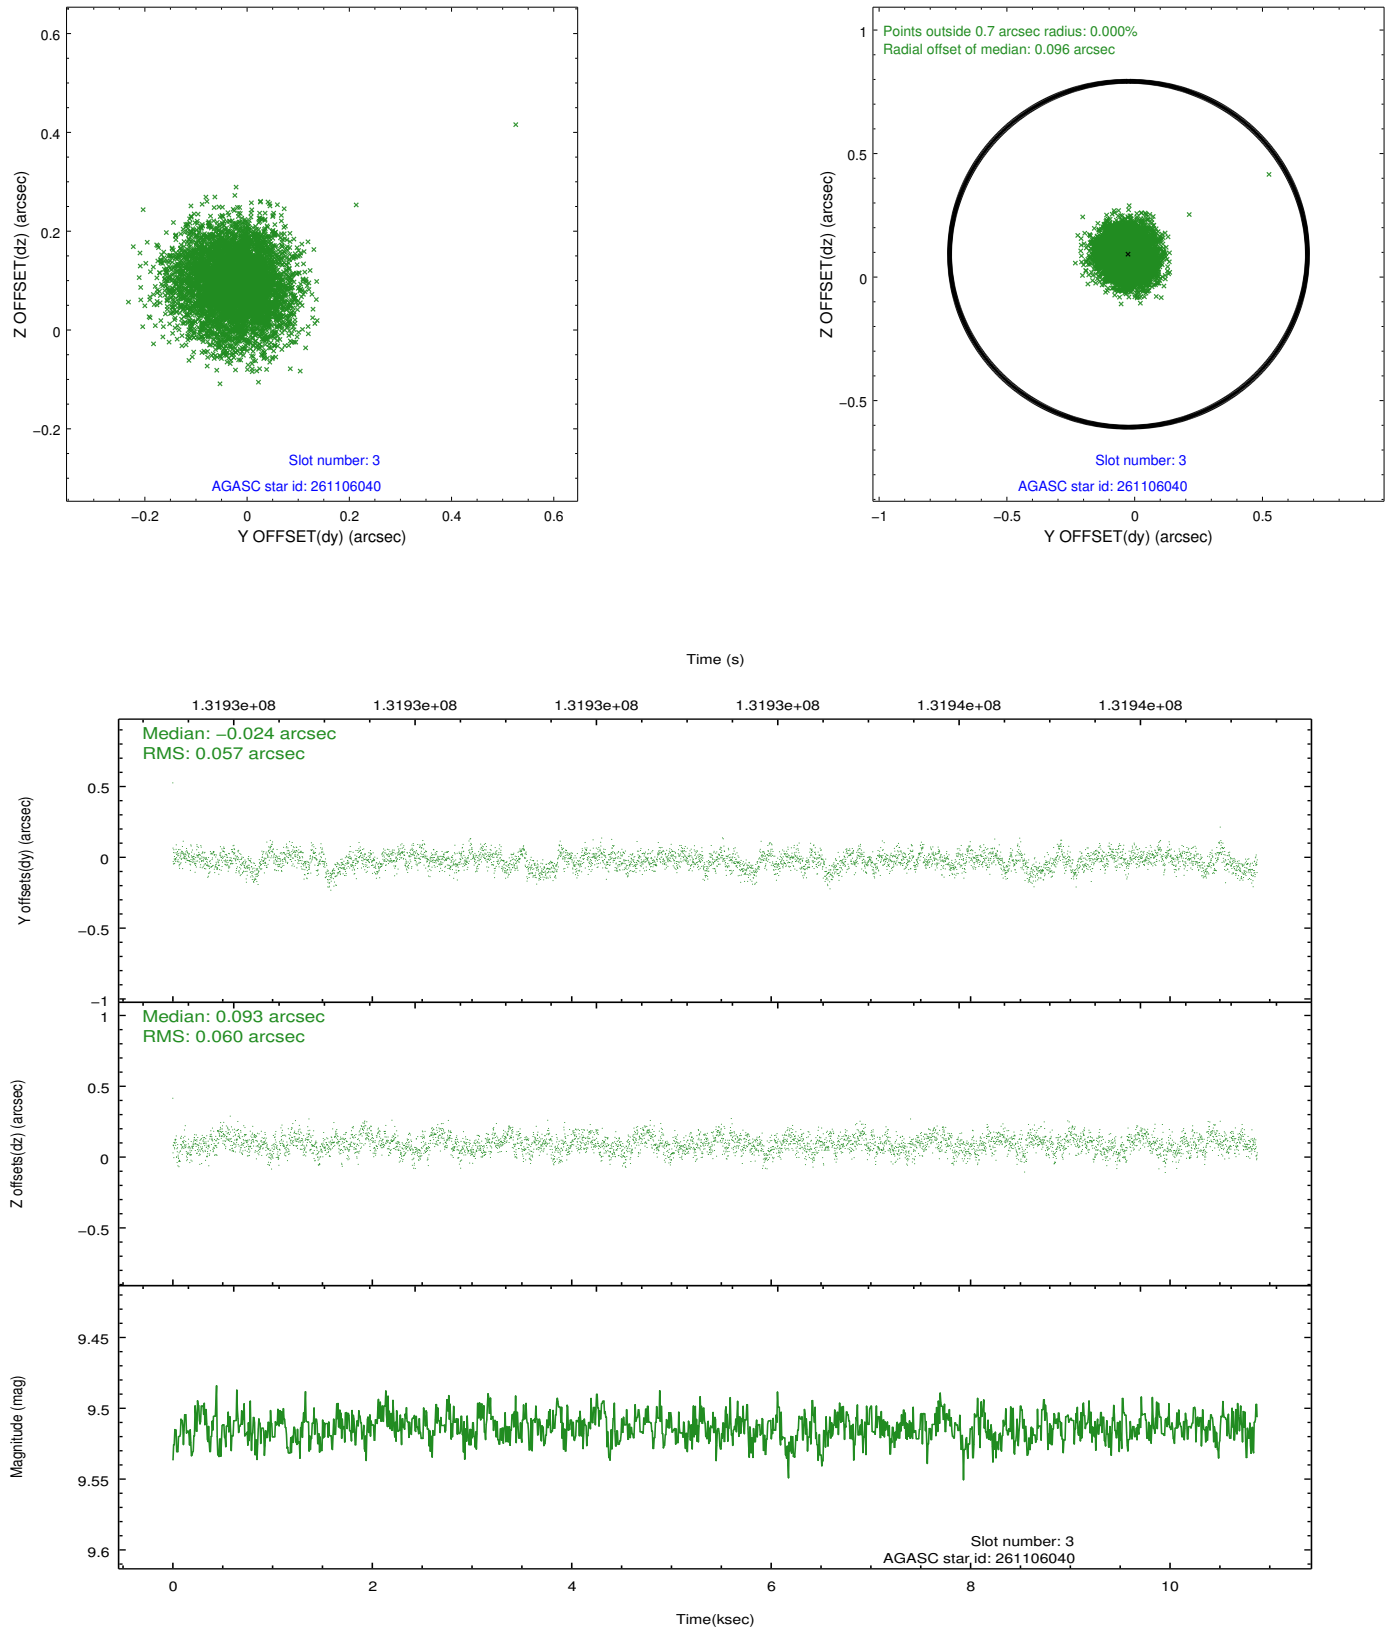 0.6
0.4
0.2
0
−0.2
Z OFFSET(dz) (arcsec)
Slot number: 3
AGASC star id: 261106040
−0.2 0 0.2 0.4 0.6
Y OFFSET(dy) (arcsec)
Points outside 0.7 arcsec radius: 0.000%
Radial offset of median: 0.096 arcsec
1
0.5
0
−0.5
Z OFFSET(dz) (arcsec)
Slot number: 3
AGASC star id: 261106040
−1 −0.5 0 0.5
Y OFFSET(dy) (arcsec)
Time (s)
1.3193e+08 1.3193e+08 1.3193e+08 1.3193e+08 1.3194e+08 1.3194e+08
Median: −0.024 arcsec
RMS: 0.057 arcsec
0.5
0
−0.5
−1
Y offsets(dy) (arcsec)
Median: 0.093 arcsec
RMS: 0.060 arcsec
1
0.5
0
−0.5
Z offsets(dz) (arcsec)
9.45
9.5
9.55
9.6
Magnitude (mag)
Slot number: 3
AGASC star id: 261106040
0 2 4 6 8 10
Time(ksec)